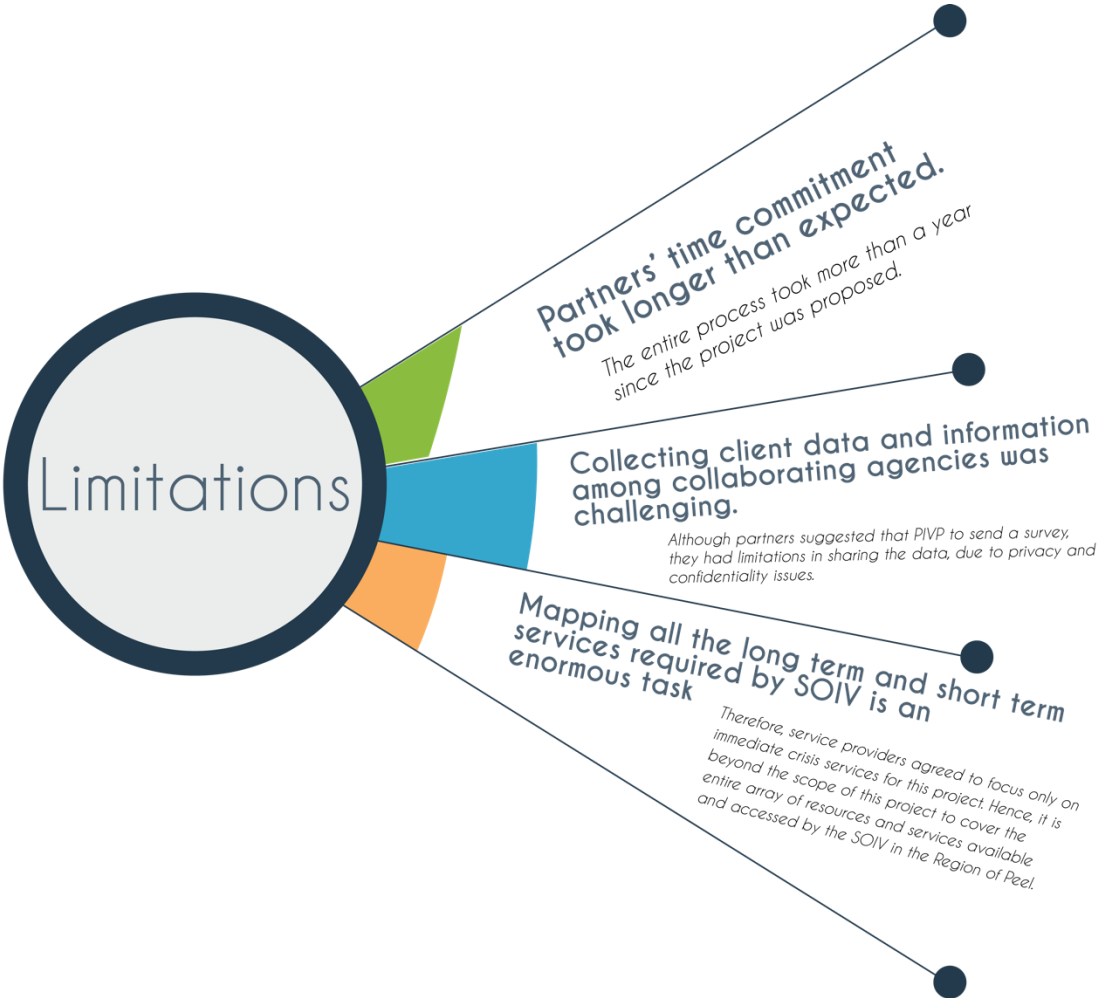 Limitations
Partners' time commitment
took longer than expected.
The entire process took more than a year
since the project was proposed.
Collecting client data and information
among collaborating agencies was
challenging.
Although partners suggested that PIVP to send a survey,
they had limitations in sharing the data, due to privacy and
confidentiality issues.
Mapping all the long term and short term
services required by SOIV is an
enormous task
Therefore, service providers agreed to focus only on
immediate crisis services for this project. Hence, it is
beyond the scope of this project to cover the
entire array of resources and services available
and accessed by the SOIV in the Region of Peel.